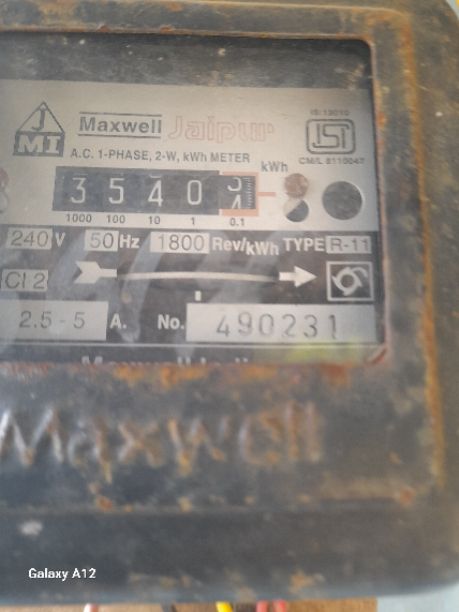 IS:13010
J
MI
Maxwell Jaipur
CM/L 8110047
A.C. 1-PHASE, 2-W, kWh METER
kWh
3 5 4 0
1000 100 10 1 0.1
240 V 50 Hz 1800 Rev/kWh TYPE R-11
Cl 2
2.5 - 5 A. No. 490231
Maxwell
Galaxy A12